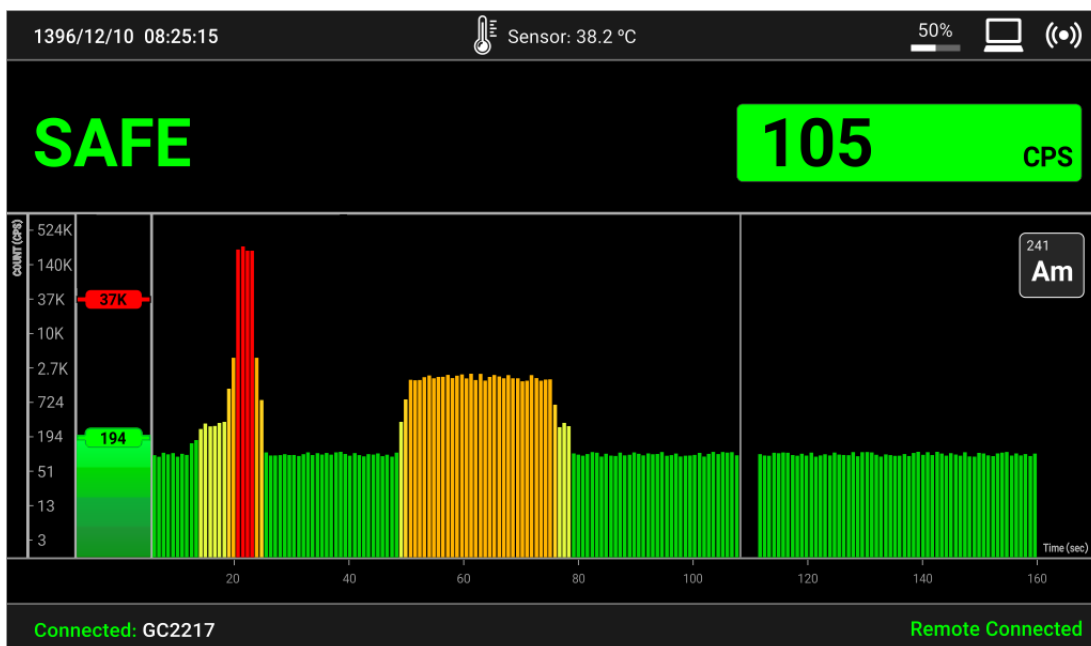 1396/12/10 08:25:15
Sensor: 38.2 ºC
50%
SAFE
105 CPS
COUNT (CPS)
524K
140K
37K
10K
2.7K
724
194
51
13
3
37K
194
241
Am
Time (sec)
20 40 60 80 100 120 140 160
Connected: GC2217
Remote Connected